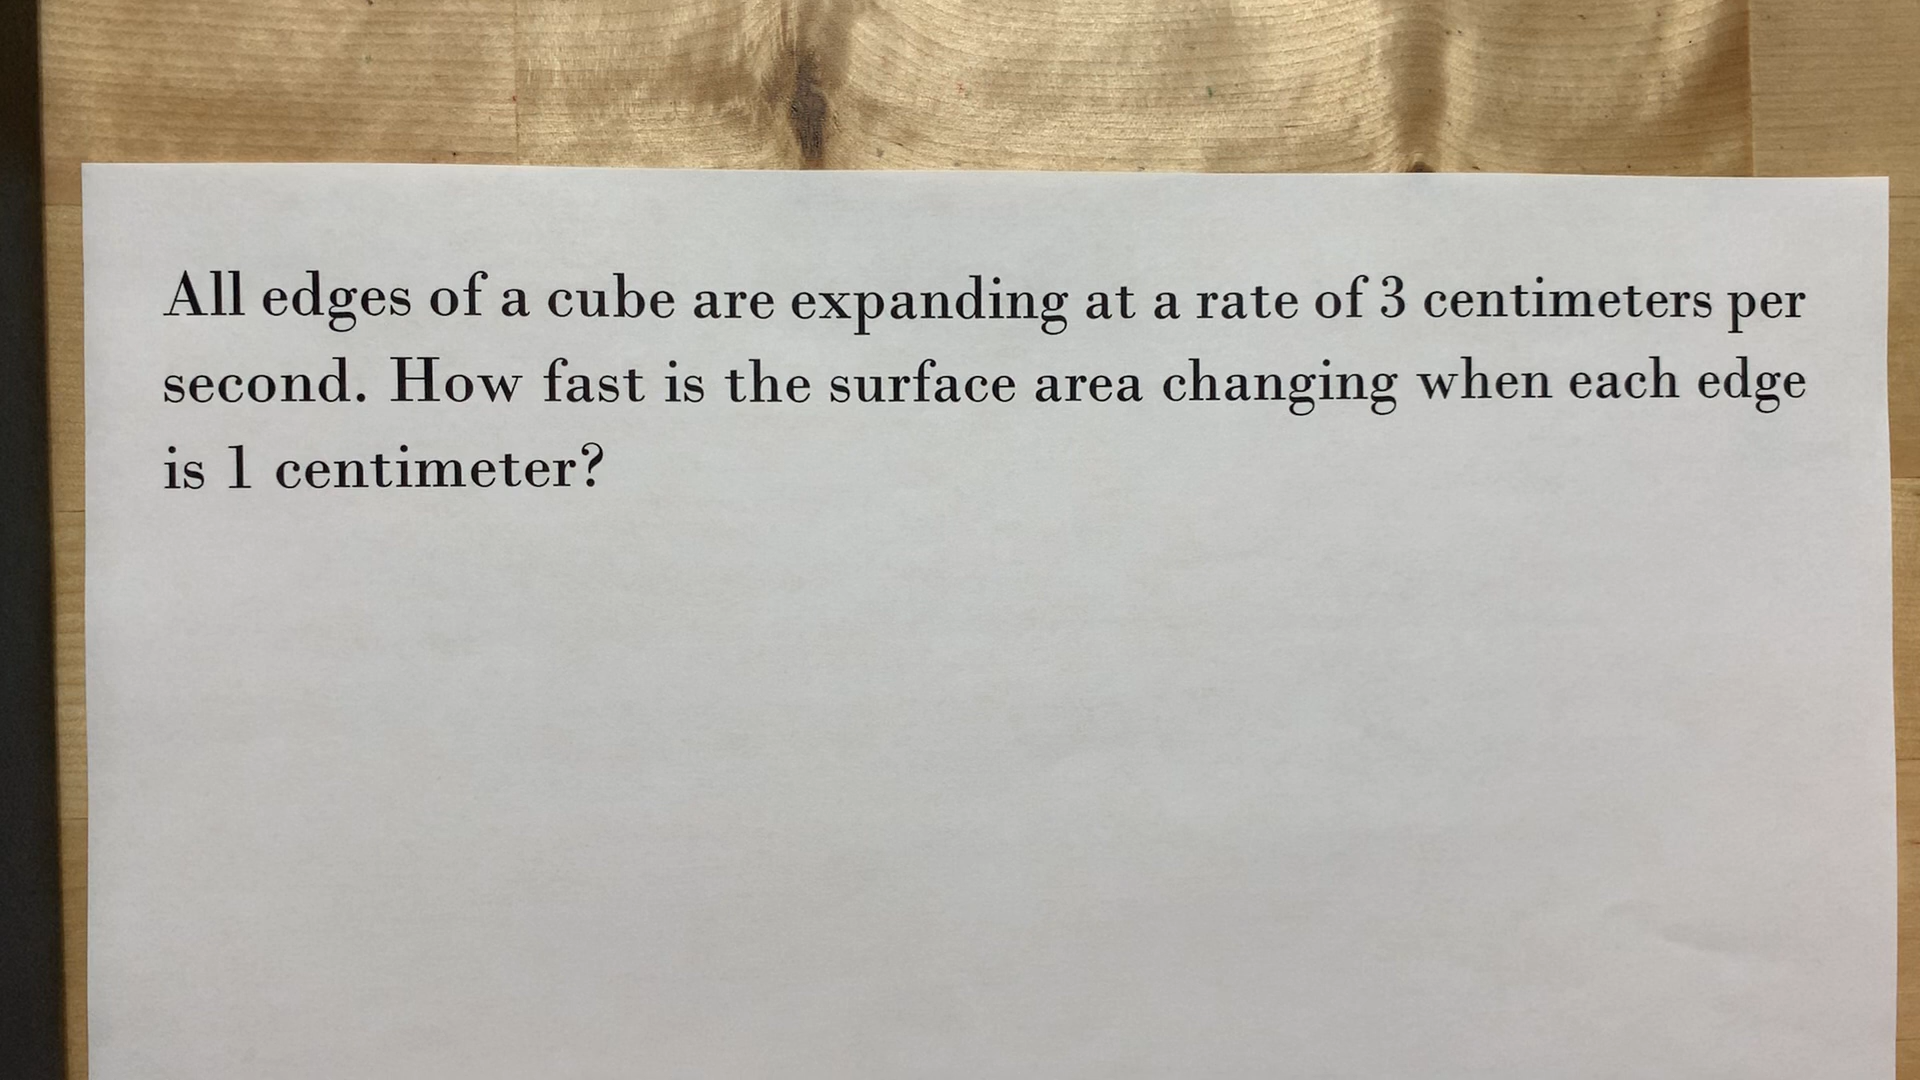 All edges of a cube are expanding at a rate of 3 centimeters per
second. How fast is the surface area changing when each edge
is 1 centimeter?